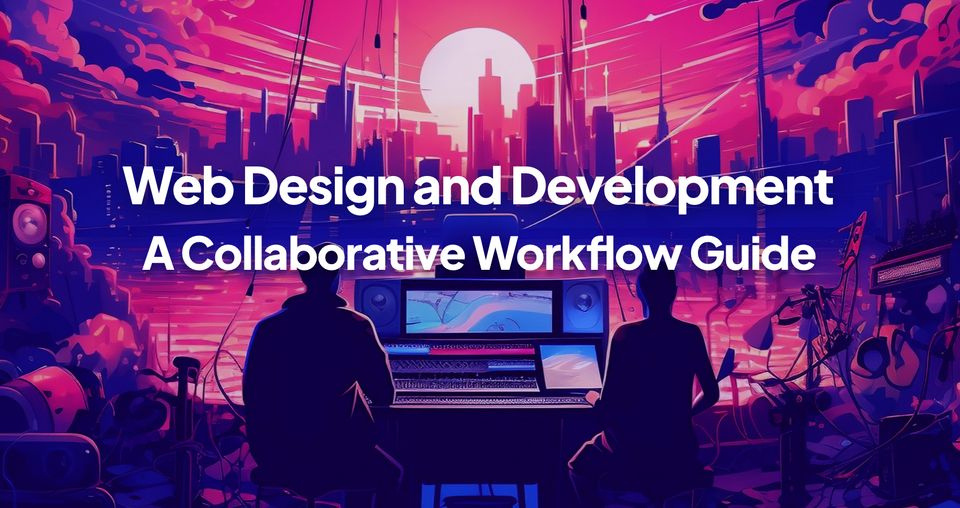 Web Design and Development
A Collaborative Workflow Guide